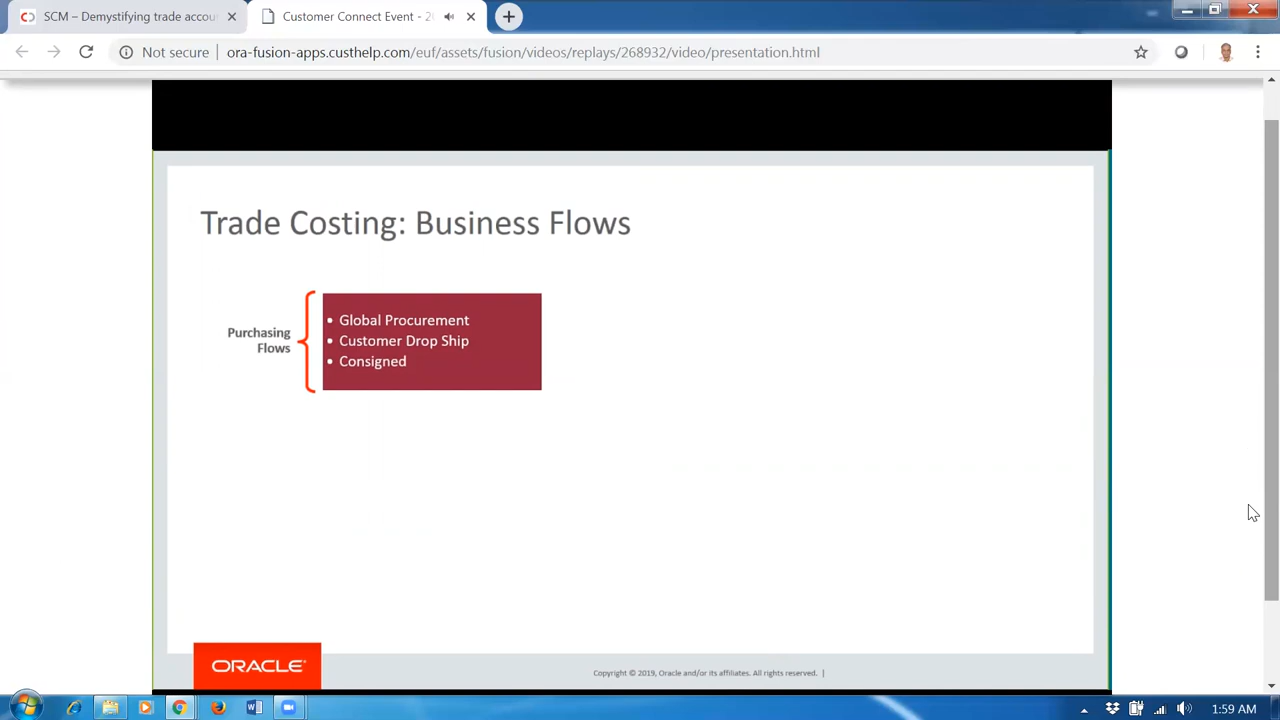 SCM – Demystifying trade accou
Customer Connect Event - 2
Not secure
ora-fusion-apps.custhelp.com/euf/assets/fusion/videos/replays/268932/video/presentation.html
Trade Costing: Business Flows
Purchasing
Flows
• Global Procurement
• Customer Drop Ship
• Consigned
ORACLE
Copyright © 2019, Oracle and/or its affiliates. All rights reserved. |
1:59 AM